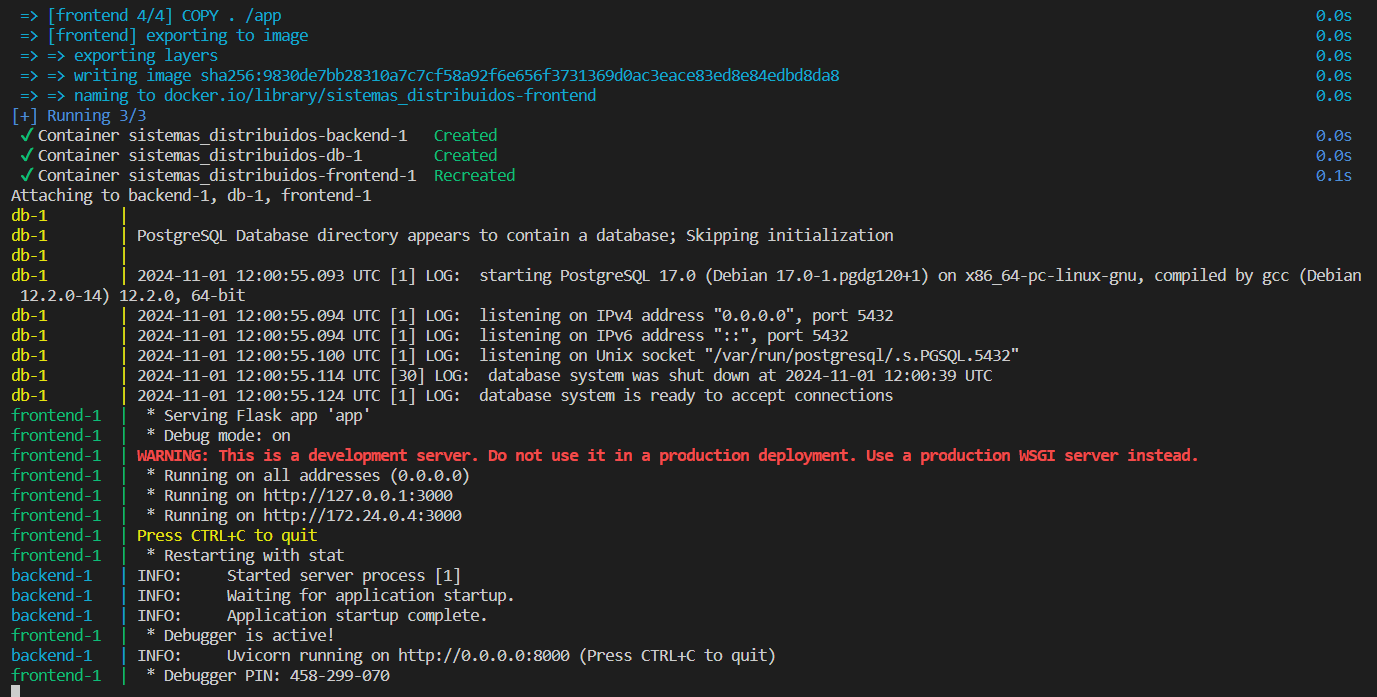 => [frontend 4/4] COPY . /app 0.0s
=> [frontend] exporting to image 0.0s
=> => exporting layers 0.0s
=> => writing image sha256:9830de7bb28310a7c7cf58a92f6e656f3731369d0ac3eace83ed8e84edbd8da8 0.0s
=> => naming to docker.io/library/sistemas_distribuidos-frontend 0.0s
[+] Running 3/3
✓Container sistemas_distribuidos-backend-1 Created 0.0s
✓Container sistemas_distribuidos-db-1 Created 0.0s
✓Container sistemas_distribuidos-frontend-1 Recreated 0.1s
Attaching to backend-1, db-1, frontend-1
db-1 |
db-1 | PostgreSQL Database directory appears to contain a database; Skipping initialization
db-1 |
db-1 | 2024-11-01 12:00:55.093 UTC [1] LOG: starting PostgreSQL 17.0 (Debian 17.0-1.pgdg120+1) on x86_64-pc-linux-gnu, compiled by gcc (Debian
12.2.0-14) 12.2.0, 64-bit
db-1 | 2024-11-01 12:00:55.094 UTC [1] LOG: listening on IPv4 address "0.0.0.0", port 5432
db-1 | 2024-11-01 12:00:55.094 UTC [1] LOG: listening on IPv6 address "::", port 5432
db-1 | 2024-11-01 12:00:55.100 UTC [1] LOG: listening on Unix socket "/var/run/postgresql/.s.PGSQL.5432"
db-1 | 2024-11-01 12:00:55.114 UTC [30] LOG: database system was shut down at 2024-11-01 12:00:39 UTC
db-1 | 2024-11-01 12:00:55.124 UTC [1] LOG: database system is ready to accept connections
frontend-1 | * Serving Flask app 'app'
frontend-1 | * Debug mode: on
frontend-1 | WARNING: This is a development server. Do not use it in a production deployment. Use a production WSGI server instead.
frontend-1 | * Running on all addresses (0.0.0.0)
frontend-1 | * Running on http://127.0.0.1:3000
frontend-1 | * Running on http://172.24.0.4:3000
frontend-1 | Press CTRL+C to quit
frontend-1 | * Restarting with stat
backend-1 | INFO: Started server process [1]
backend-1 | INFO: Waiting for application startup.
backend-1 | INFO: Application startup complete.
frontend-1 | * Debugger is active!
backend-1 | INFO: Uvicorn running on http://0.0.0.0:8000 (Press CTRL+C to quit)
frontend-1 | * Debugger PIN: 458-299-070